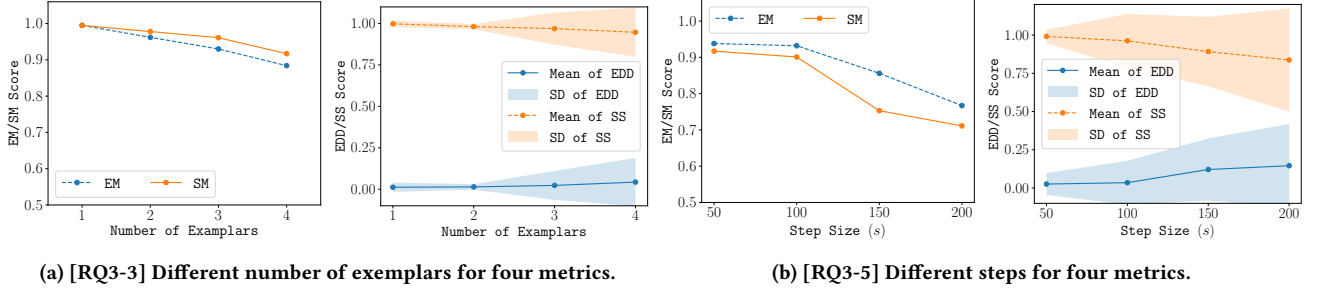 EM/SM Score
1.0
0.9
0.8
0.7
0.6
0.5
EM
SM
1
2
3
4
Number of Examplars
EDD/SS Score
1.00
0.75
0.50
0.25
0.00
Mean of EDD
SD of EDD
Mean of SS
SD of SS
1
2
3
4
Number of Examplars
(a) [RQ3-3] Different number of exemplars for four metrics.
EM/SM Score
1.0
0.9
0.8
0.7
0.6
0.5
EM
SM
50
100
150
200
Step Size (s)
EDD/SS Score
1.00
0.75
0.50
0.25
0.00
Mean of EDD
SD of EDD
Mean of SS
SD of SS
50
100
150
200
Step Size (s)
(b) [RQ3-5] Different steps for four metrics.